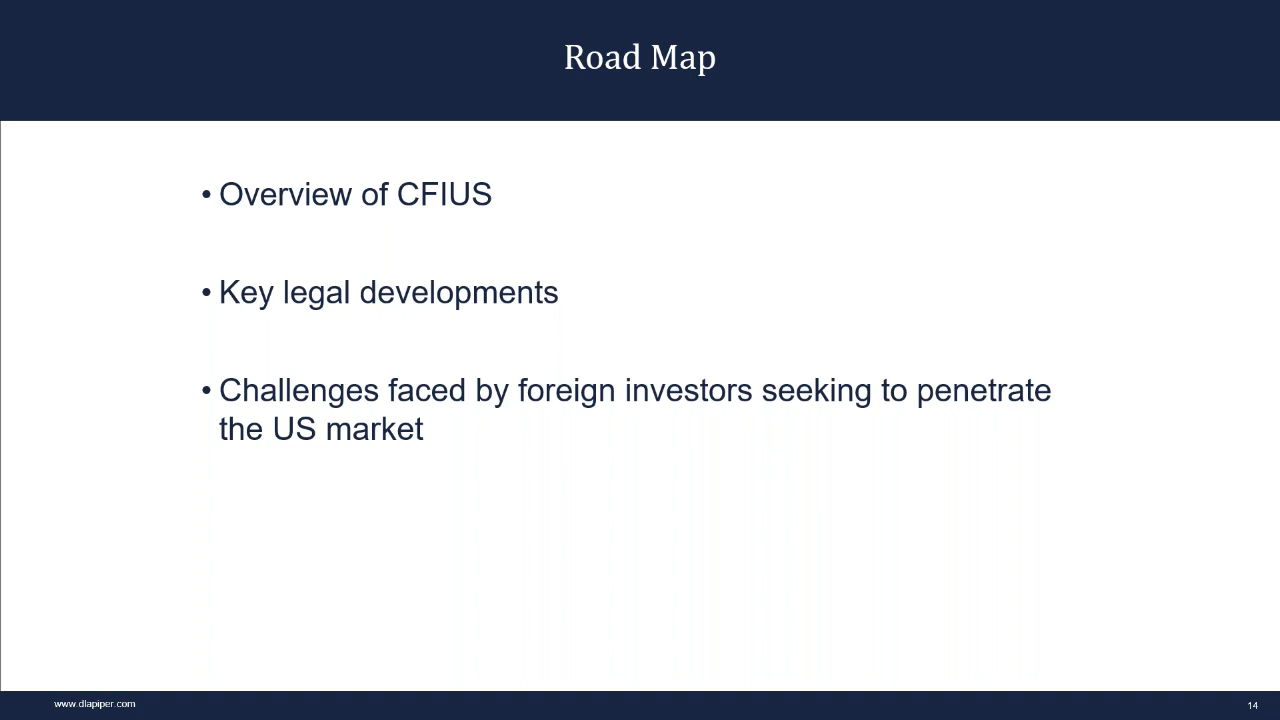 Road Map
• Overview of CFIUS
• Key legal developments
• Challenges faced by foreign investors seeking to penetrate
the US market
www.dlapiper.com
14